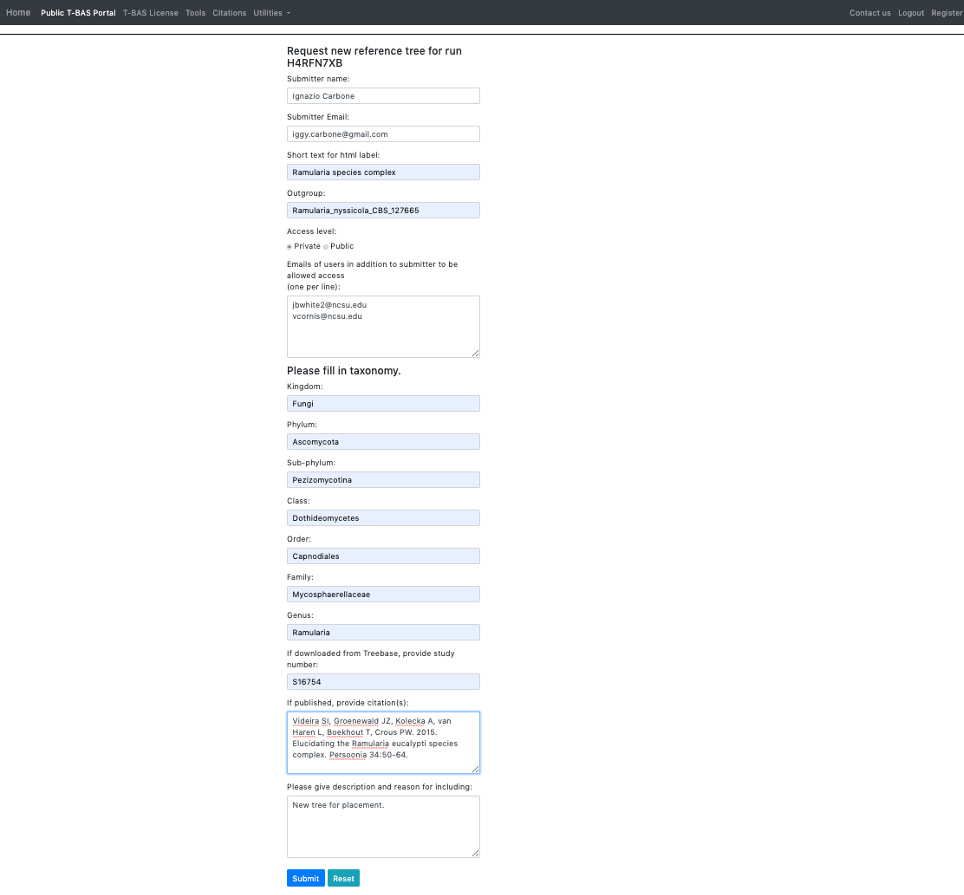 Home Public T-BAS Portal T-BAS License Tools Citations Utilities Contact us Logout Register
Request new reference tree for run
H4RFN7XB
Submitter name:
Ignazio Carbone
Submitter Email:
iggy.carbone@gmail.com
Short text for html label:
Ramularia species complex
Outgroup:
Ramularia_nyssicola_CBS_127665
Access level:
Private Public
Emails of users in addition to submitter to be
allowed access
(one per line):
jbwhite2@ncsu.edu
vcornis@ncsu.edu
Please fill in taxonomy.
Kingdom:
Fungi
Phylum:
Ascomycota
Sub-phylum:
Pezizomycotina
Class:
Dothideomycetes
Order:
Capnodiales
Family:
Mycosphaerellaceae
Genus:
Ramularia
If downloaded from Treebase, provide study
number:
S16754
If published, provide citation(s):
Videira SI, Groenewald JZ, Kolecka A, van
Haren L, Boekhout T, Crous PW. 2015.
Elucidating the Ramularia eucalypti species
complex. Persoonia 34:50-64.
Please give description and reason for including:
New tree for placement.
Submit Reset